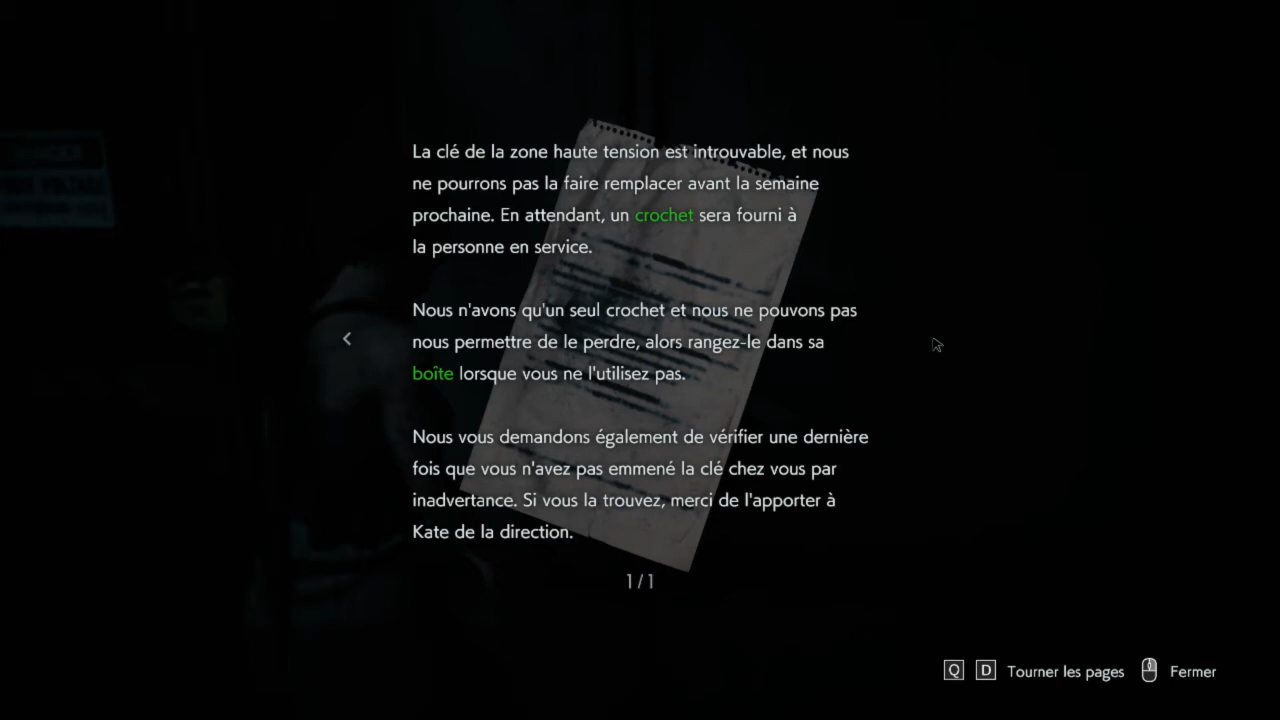 La clé de la zone haute tension est introuvable, et nous
ne pourrons pas la faire remplacer avant la semaine
prochaine. En attendant, un crochet sera fourni à
la personne en service.
Nous n'avons qu'un seul crochet et nous ne pouvons pas
nous permettre de le perdre, alors rangez-le dans sa
boîte lorsque vous ne l'utilisez pas.
Nous vous demandons également de vérifier une dernière
fois que vous n'avez pas emmené la clé chez vous par
inadvertance. Si vous la trouvez, merci de l'apporter à
Kate de la direction.
1/1
Q D Tourner les pages Fermer